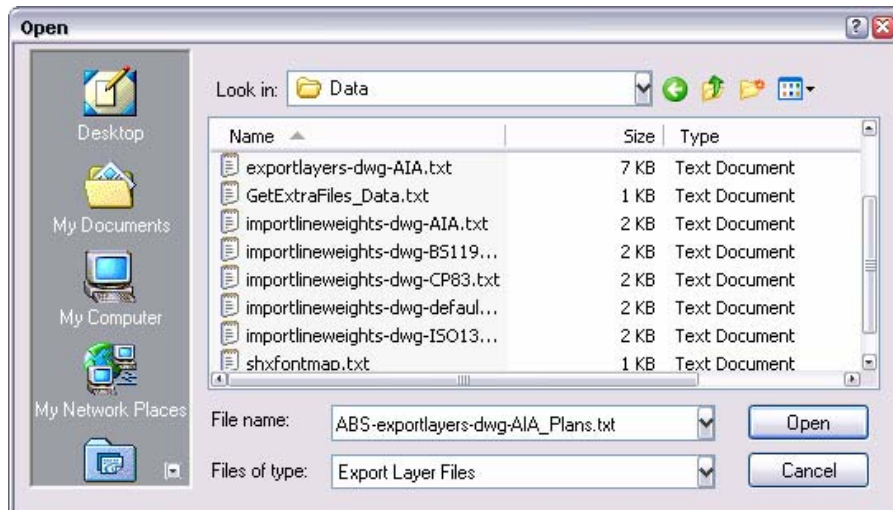 Open
Look in: Data
Desktop
My Documents
My Computer
My Network Places
Name Size Type
exportlayers-dwg-AIA.txt 7 KB Text Document
GetExtraFiles_Data.txt 1 KB Text Document
importlineweights-dwg-AIA.txt 2 KB Text Document
importlineweights-dwg-BS119... 2 KB Text Document
importlineweights-dwg-CP83.txt 2 KB Text Document
importlineweights-dwg-defaul... 2 KB Text Document
importlineweights-dwg-ISO13... 2 KB Text Document
shxfontmap.txt 1 KB Text Document
File name: ABS-exportlayers-dwg-AIA_Plans.txt Open
Files of type: Export Layer Files Cancel